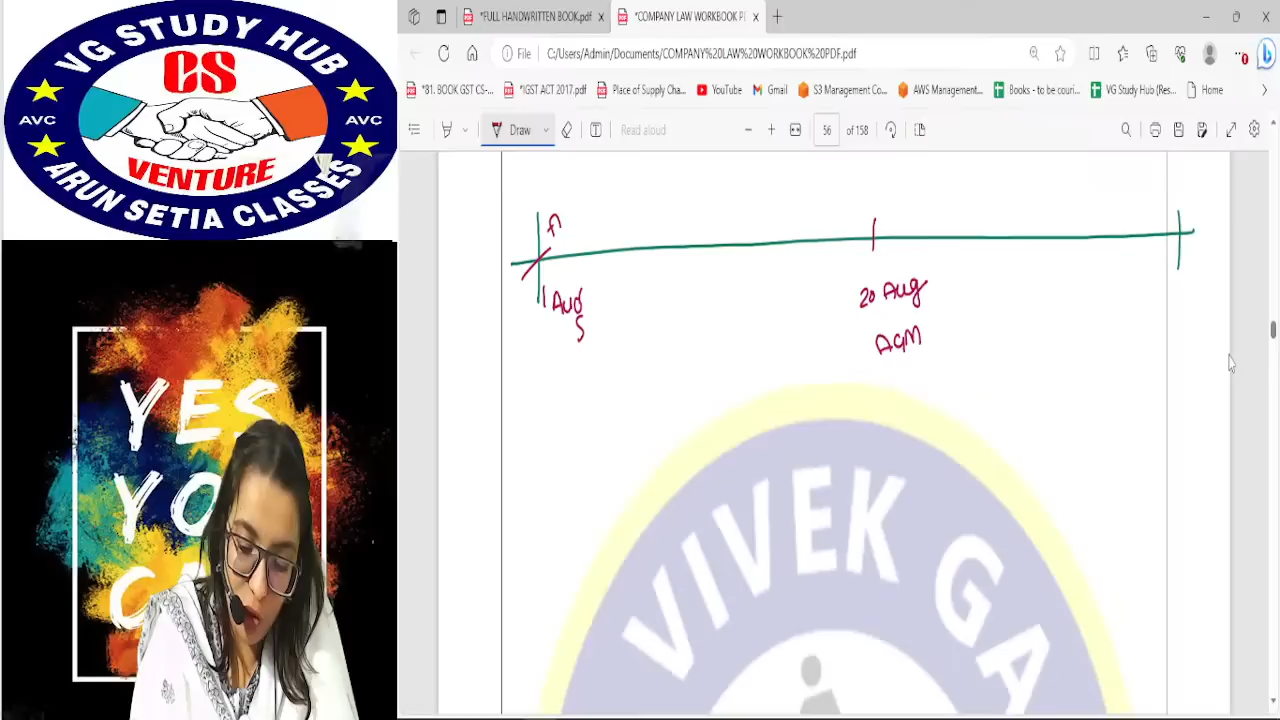 VG STUDY HUB
CS
AVC
AVC
VENTURE
ARUN SETIA CLASSES
YES
YO
C
*FULL HANDWRITTEN BOOK.pdf
*COMPANY LAW WORKBOOK P
File
C:/Users/Admin/Documents/COMPANY%20LAW%20WORKBOOK%20PDF.pdf
*81. BOOK GST CS-...
*IGST ACT 2017.pdf
Place of Supply Cha...
YouTube
Gmail
S3 Management Co...
AWS Management...
Books - to be couri...
VG Study Hub (Res...
Home
Draw
Read aloud
56
of 158
A
1 Aug
S
20 Aug
AGM
VIVEK GA